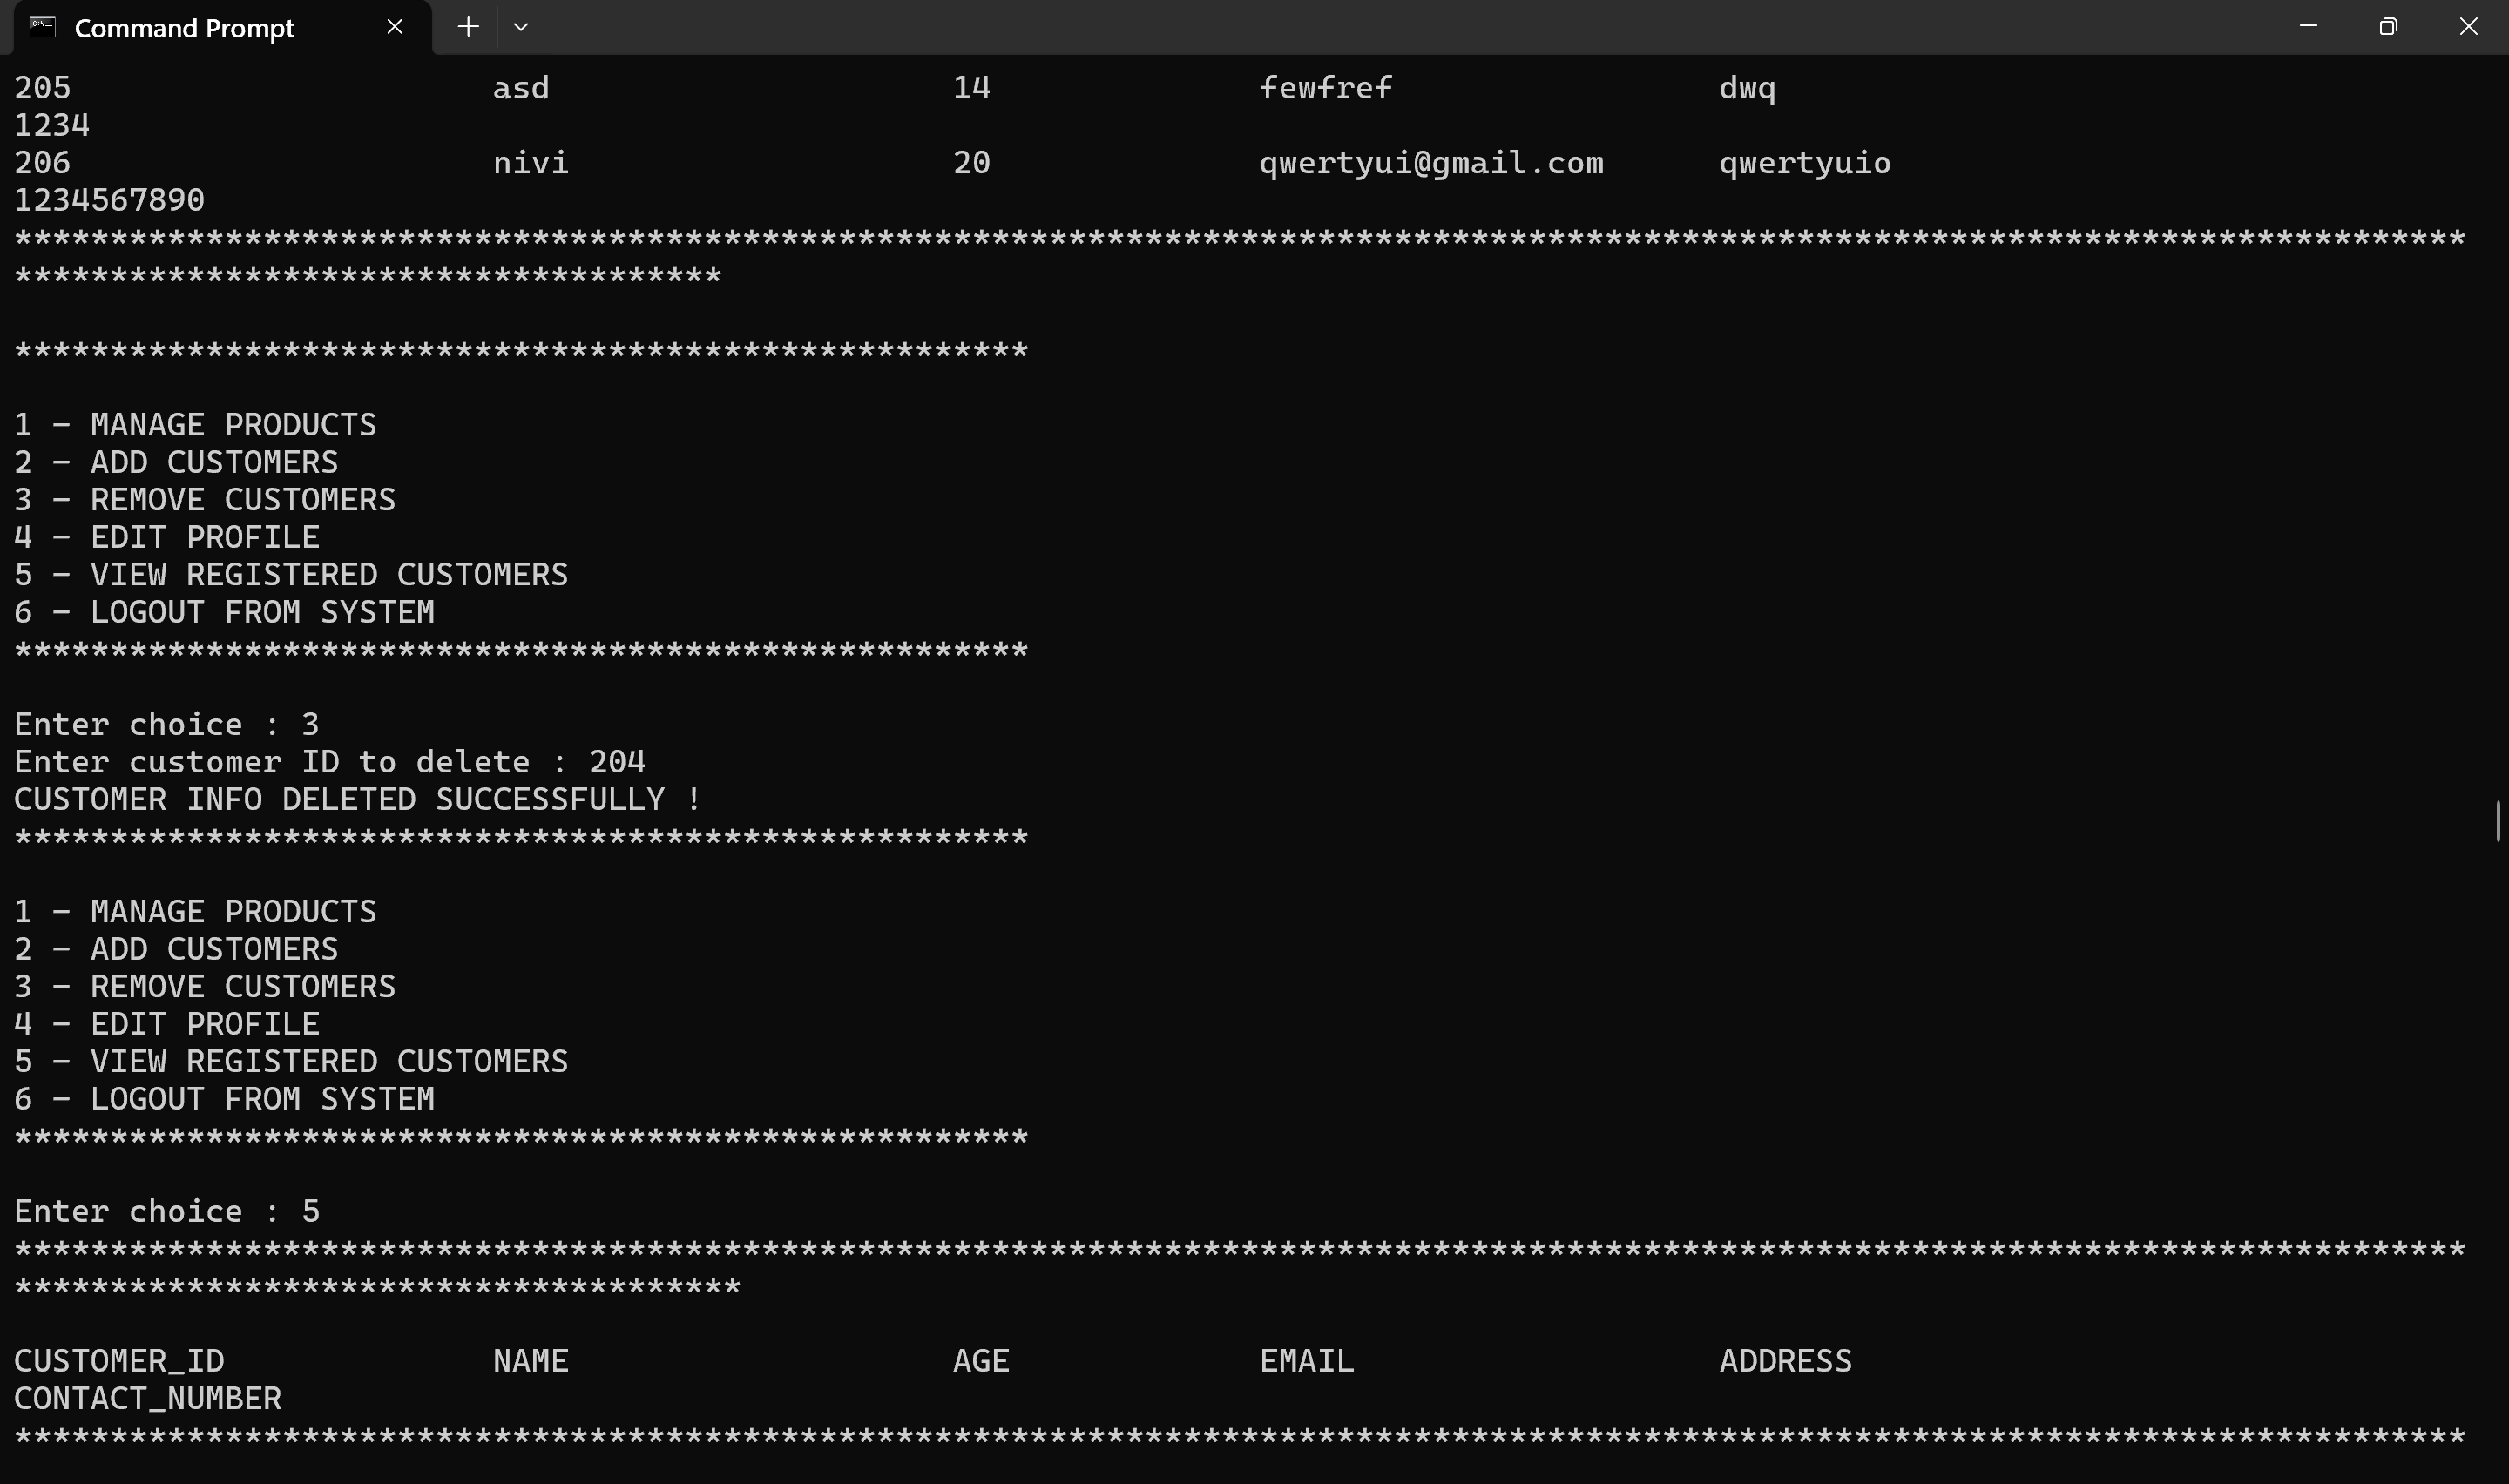 Command Prompt
205 asd 14 fewfref dwq
1234
206 nivi 20 qwertyui@gmail.com qwertyuio
1234567890
********************************************************************************************************************************
*************************************

*****************************************************

1 - MANAGE PRODUCTS
2 - ADD CUSTOMERS
3 - REMOVE CUSTOMERS
4 - EDIT PROFILE
5 - VIEW REGISTERED CUSTOMERS
6 - LOGOUT FROM SYSTEM
*****************************************************

Enter choice : 3
Enter customer ID to delete : 204
CUSTOMER INFO DELETED SUCCESSFULLY !
*****************************************************

1 - MANAGE PRODUCTS
2 - ADD CUSTOMERS
3 - REMOVE CUSTOMERS
4 - EDIT PROFILE
5 - VIEW REGISTERED CUSTOMERS
6 - LOGOUT FROM SYSTEM
*****************************************************

Enter choice : 5
********************************************************************************************************************************
**************************************

CUSTOMER_ID NAME AGE EMAIL ADDRESS
CONTACT_NUMBER
********************************************************************************************************************************